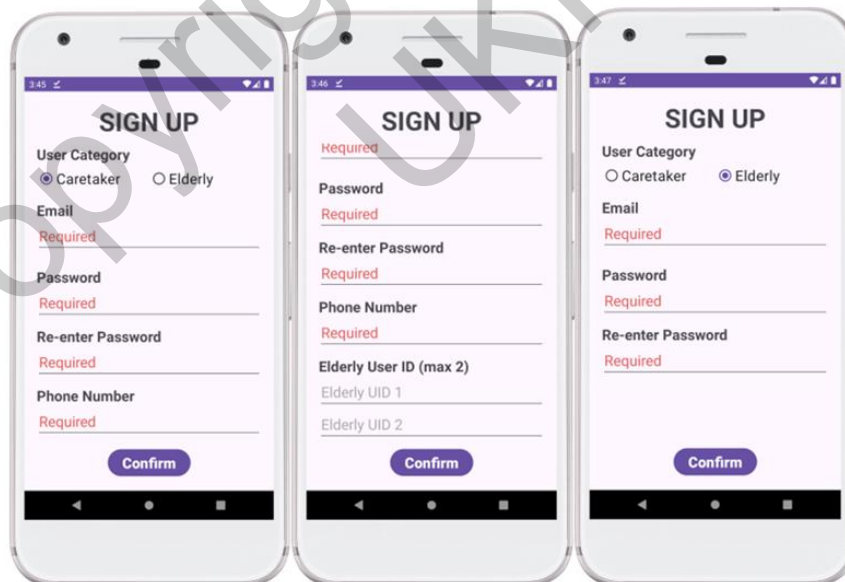 3:45
SIGN UP
User Category
Caretaker Elderly
Email
Required
Password
Required
Re-enter Password
Required
Phone Number
Required
Confirm
3:46
SIGN UP
Required
Password
Required
Re-enter Password
Required
Phone Number
Required
Elderly User ID (max 2)
Elderly UID 1
Elderly UID 2
Confirm
3:47
SIGN UP
User Category
Caretaker Elderly
Email
Required
Password
Required
Re-enter Password
Required
Confirm